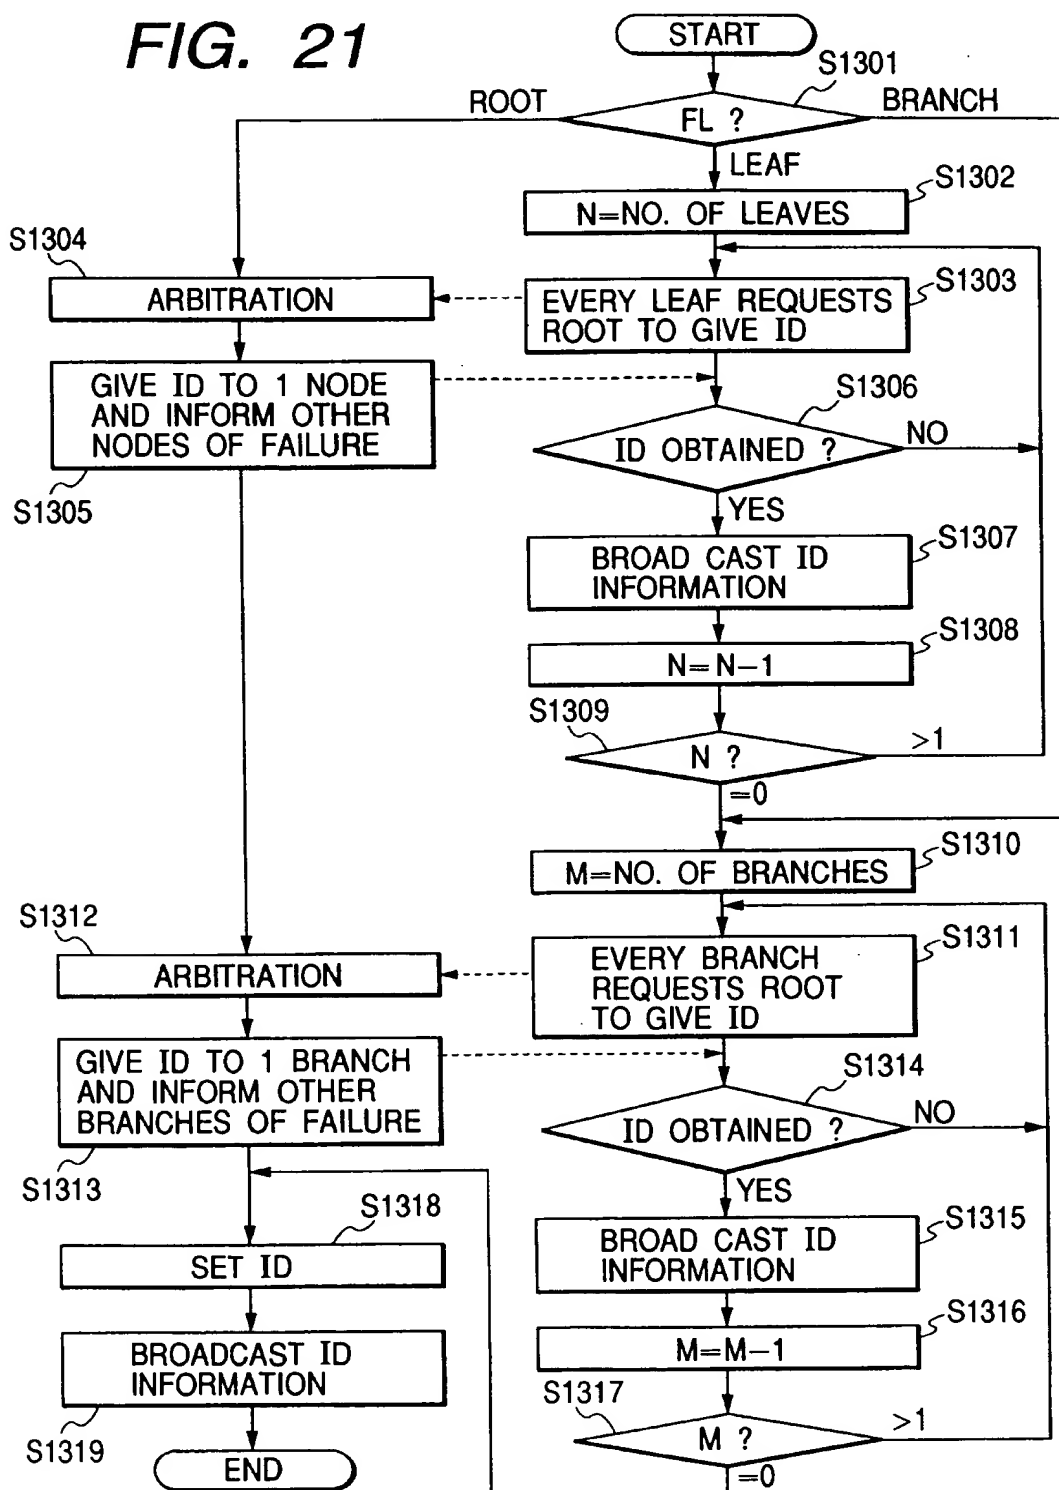 FIG. 21
START
S1301
ROOT
FL ?
BRANCH
LEAF
S1302
N=NO. OF LEAVES
S1304
ARBITRATION
S1303
EVERY LEAF REQUESTS
ROOT TO GIVE ID
GIVE ID TO 1 NODE
AND INFORM OTHER
NODES OF FAILURE
S1305
S1306
ID OBTAINED ?
NO
YES
S1307
BROAD CAST ID
INFORMATION
S1308
N=N-1
S1309
N ?
>1
=0
S1310
M=NO. OF BRANCHES
S1312
ARBITRATION
S1311
EVERY BRANCH
REQUESTS ROOT
TO GIVE ID
GIVE ID TO 1 BRANCH
AND INFORM OTHER
BRANCHES OF FAILURE
S1313
S1314
ID OBTAINED ?
NO
YES
S1318
SET ID
S1315
BROAD CAST ID
INFORMATION
S1316
M=M-1
BROADCAST ID
INFORMATION
S1319
S1317
M ?
>1
=0
END